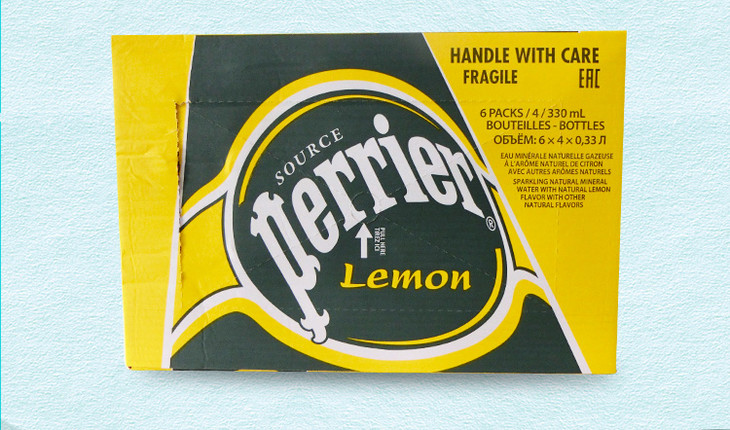 HANDLE WITH CARE
FRAGILE
EAC
6 PACKS / 4 / 330 mL
BOUTEILLES - BOTTLES
ОБЪЁМ: 6 × 4 × 0,33 Л
EAU MINÉRALE NATURELLE GAZEUSE
À L'ARÔME NATUREL DE CITRON
AVEC AUTRES ARÔMES NATURELS
SPARKLING NATURAL MINERAL
WATER WITH NATURAL LEMON
FLAVOR WITH OTHER
NATURAL FLAVORS
SOURCE
perrier®
PULL HERE
Lemon